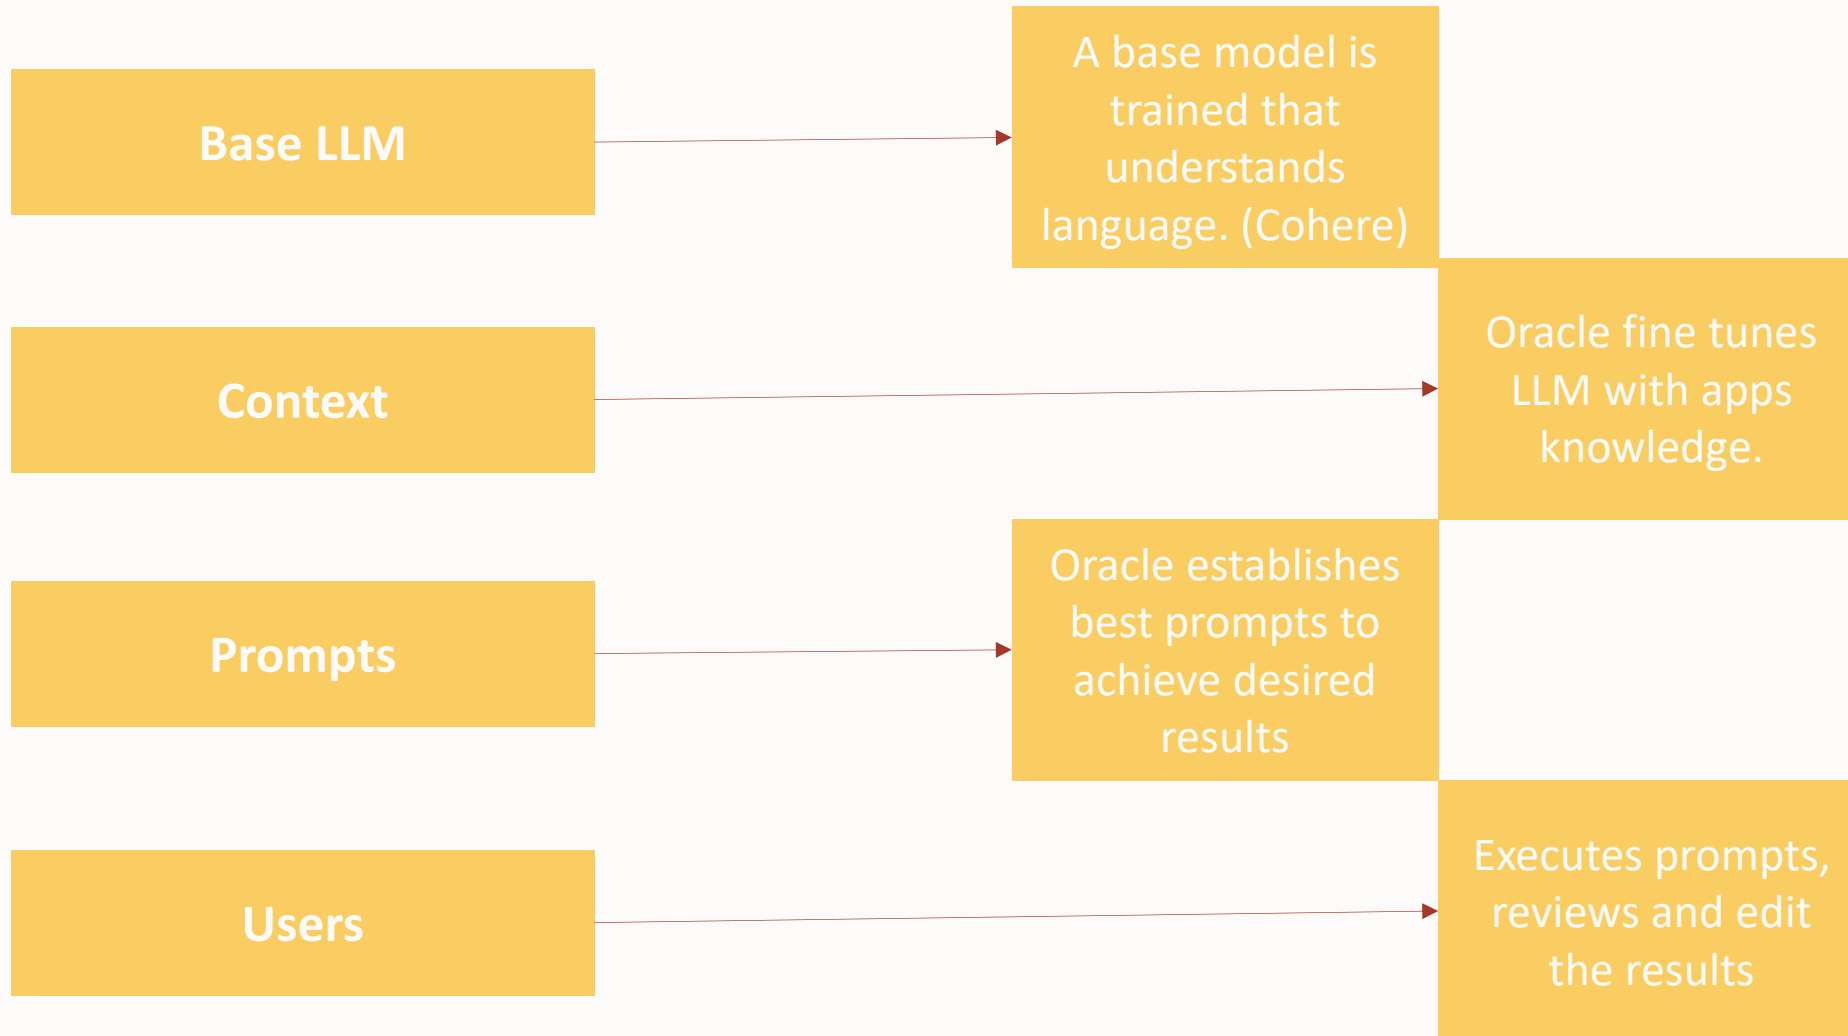 Base LLM
A base model is
trained that
understands
language. (Cohere)
Context
Oracle fine tunes
LLM with apps
knowledge.
Prompts
Oracle establishes
best prompts to
achieve desired
results
Users
Executes prompts,
reviews and edit
the results